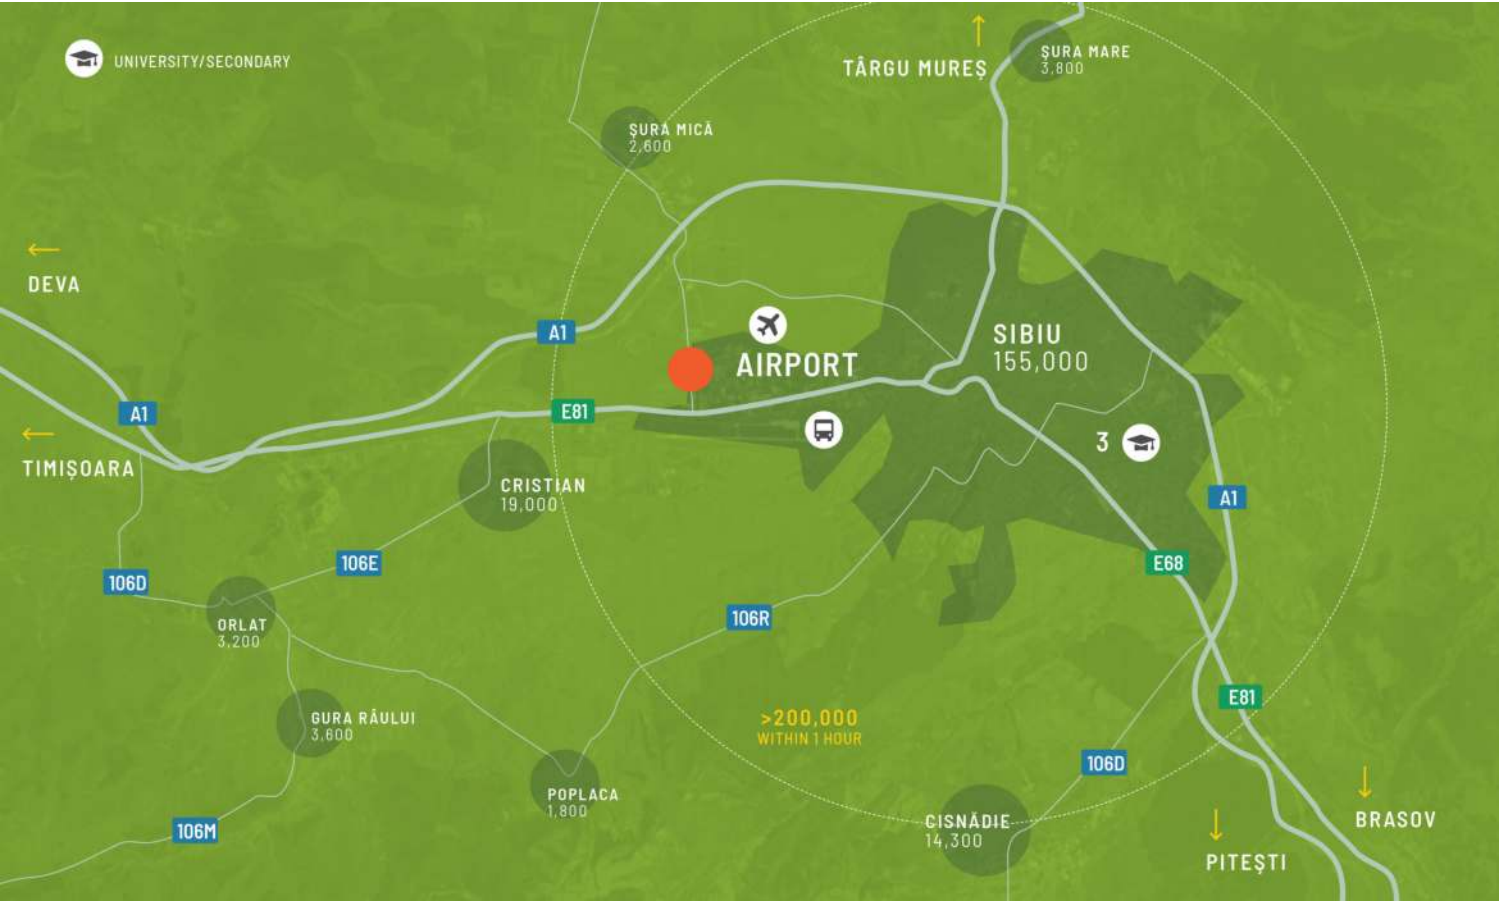 UNIVERSITY/SECONDARY
TÂRGU MUREȘ
ȘURA MARE
3,800
ȘURA MICĂ
2,600
DEVA
A1
AIRPORT
SIBIU
155,000
A1
E81
TIMIȘOARA
3
CRISTIAN
19,000
A1
106E
E68
106D
106R
ORLAT
3,200
E81
GURA RÂULUI
3,600
>200,000
WITHIN 1 HOUR
106D
POPLACA
1,800
106M
CISNĂDIE
14,300
BRASOV
PITEȘTI